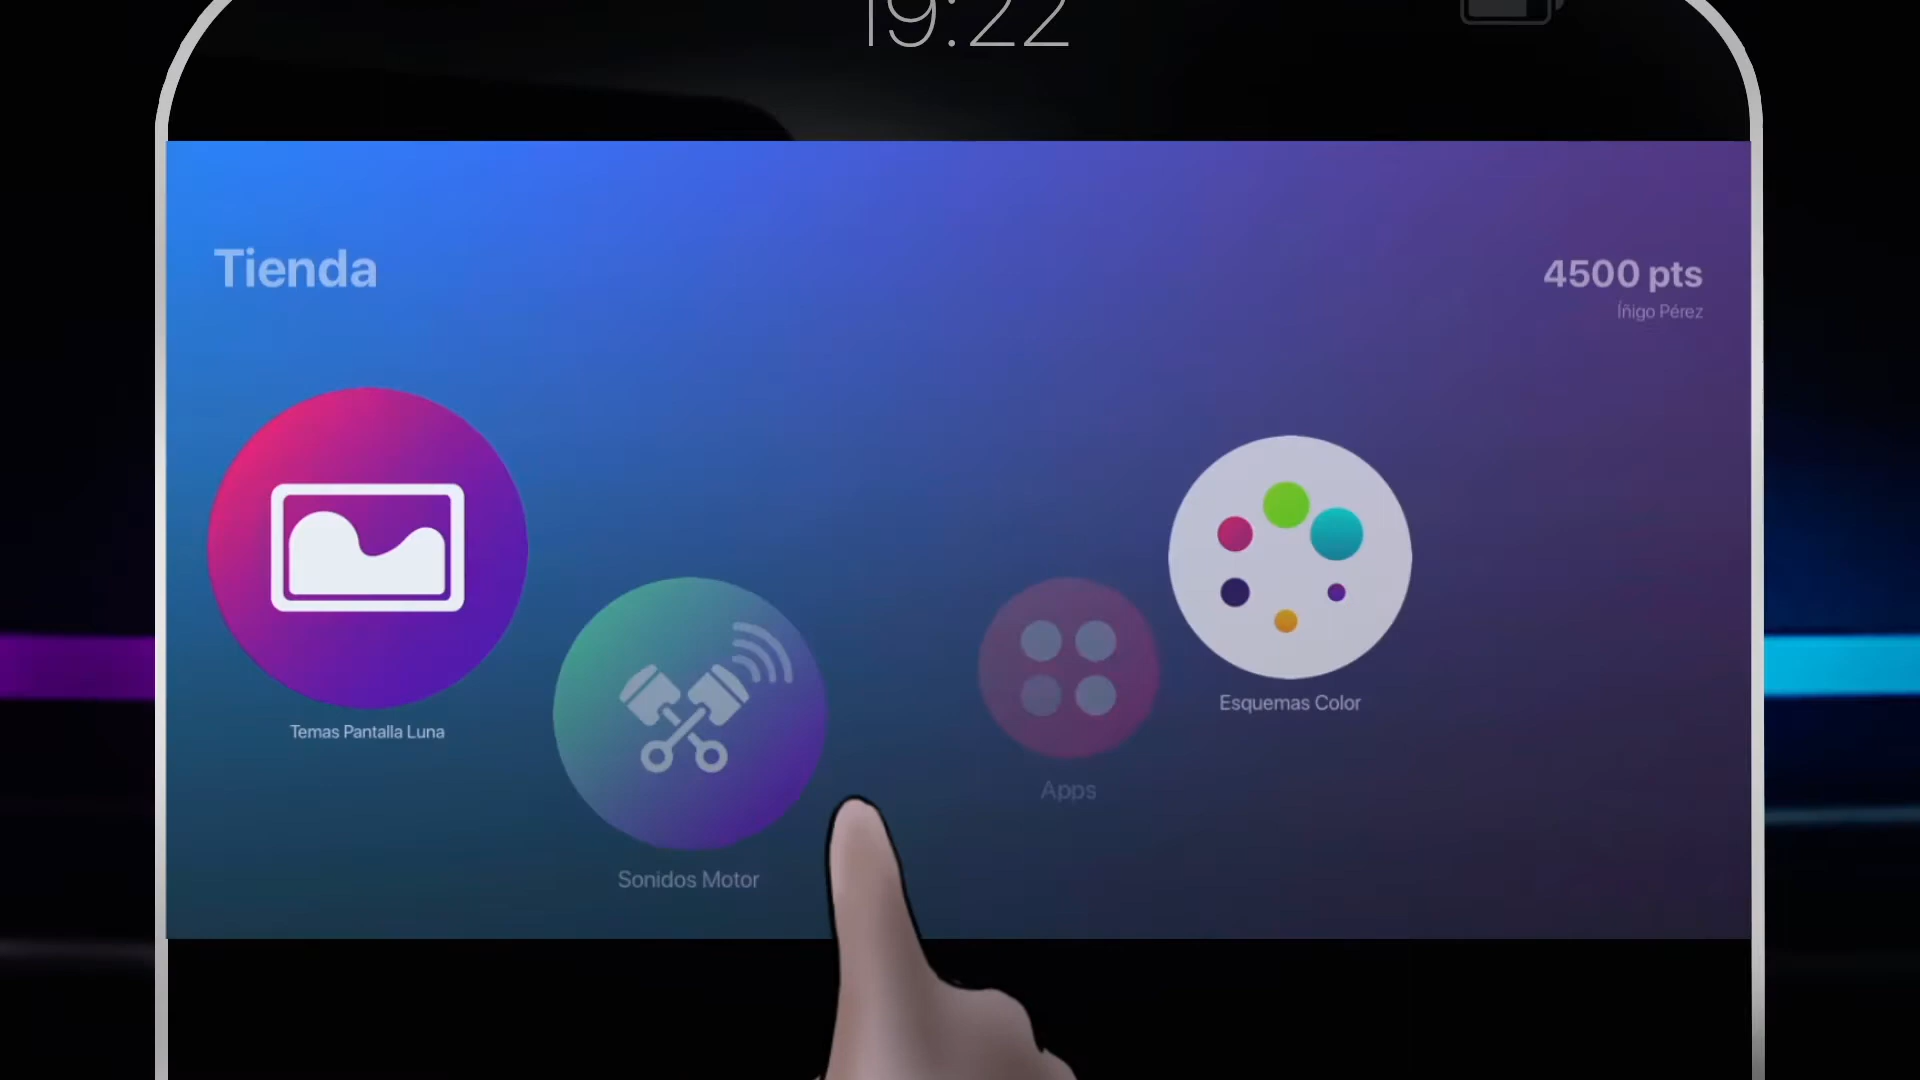 19:22
Tienda
4500 pts
Íñigo Pérez
Temas Pantalla Luna
Sonidos Motor
Apps
Esquemas Color